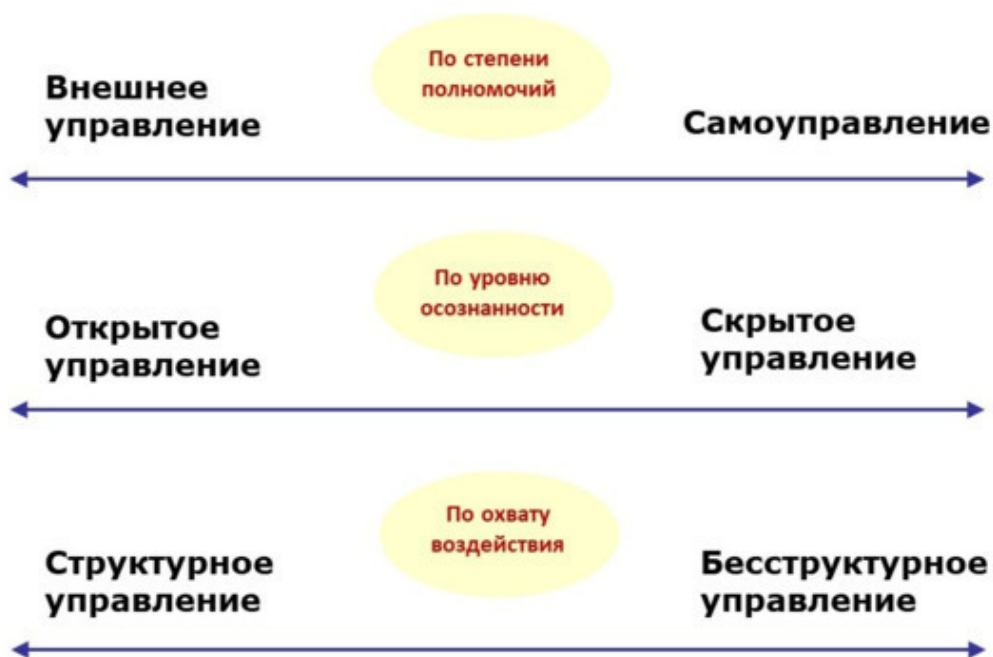 По степени
полномочий
Внешнее
управление
Самоуправление
По уровню
осознанности
Открытое
управление
Скрытое
управление
По охвату
воздействия
Структурное
управление
Бесструктурное
управление